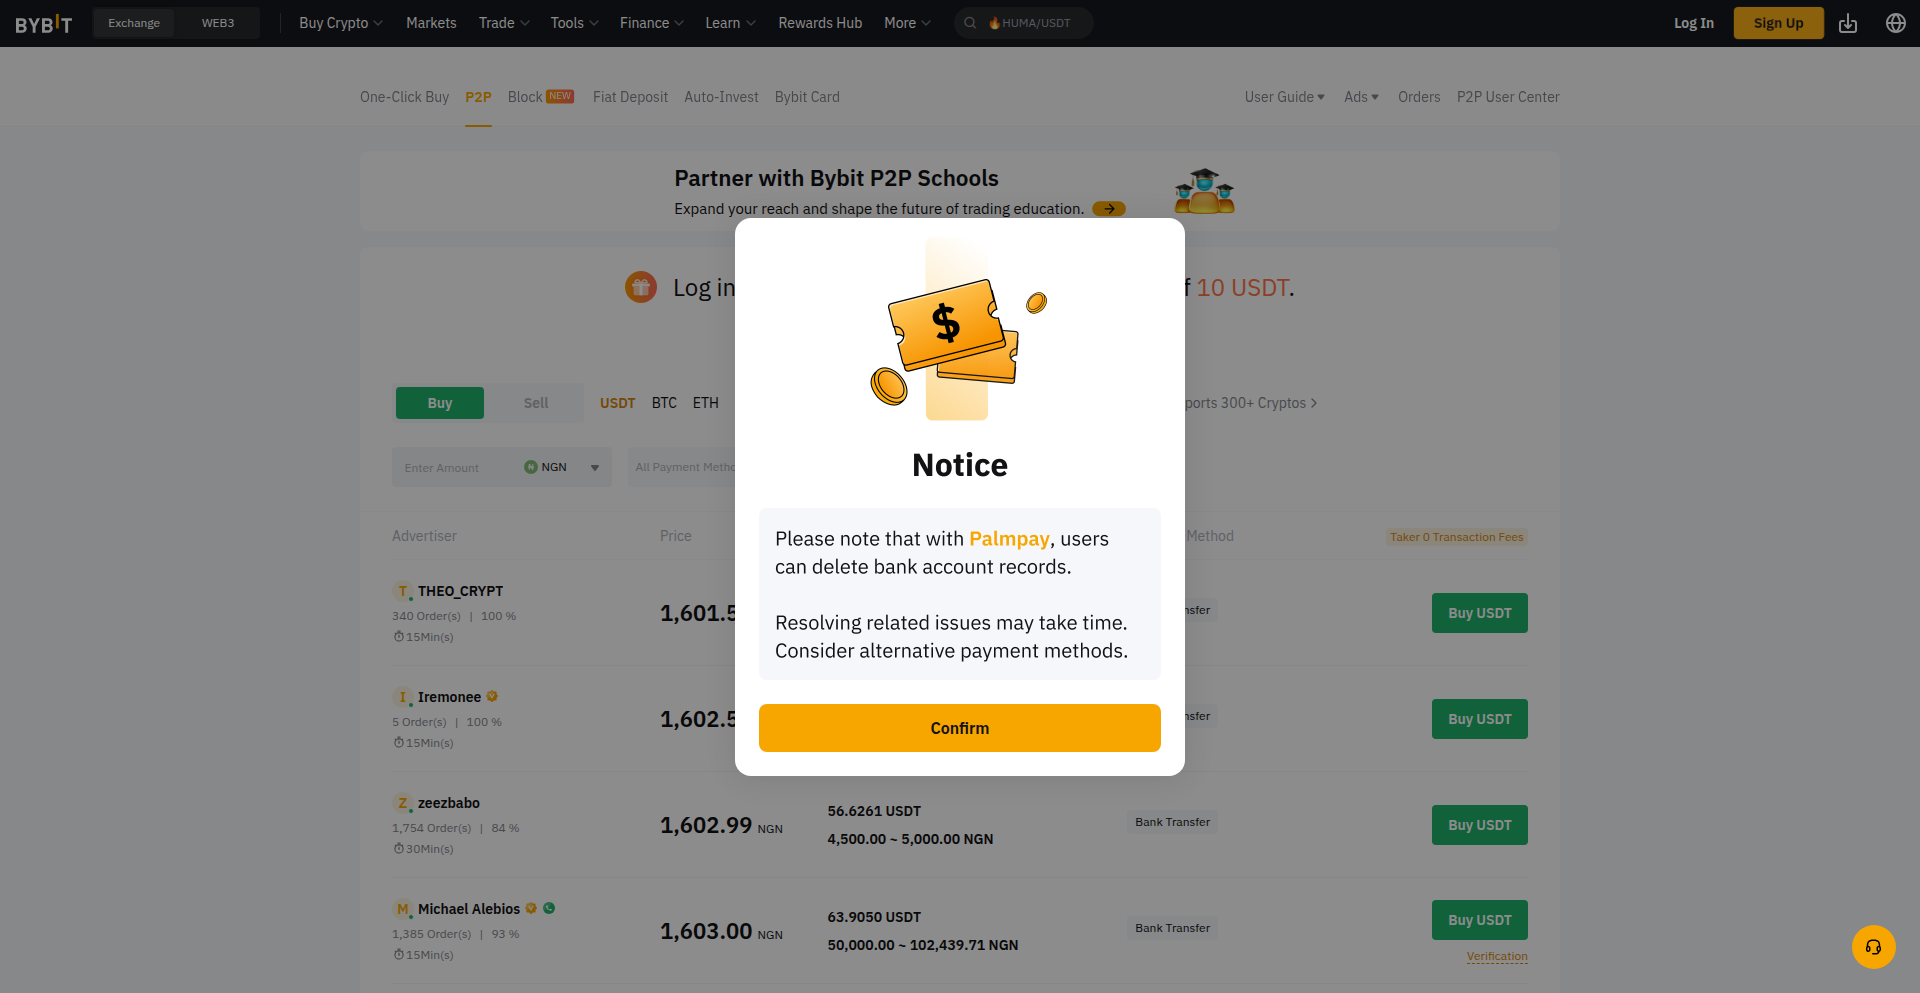 BYBIT Exchange WEB3 Buy Crypto Markets Trade Tools Finance Learn Rewards Hub More HUMA/USDT Log In Sign Up
One-Click Buy P2P Block NEW Fiat Deposit Auto-Invest Bybit Card User Guide Ads Orders P2P User Center
Partner with Bybit P2P Schools
Expand your reach and shape the future of trading education.
Log in 10 USDT.
$
Buy Sell USDT BTC ETH ports 300+ Cryptos
Enter Amount NGN All Payment Metho
Notice
Please note that with Palmpay, users
can delete bank account records.
Resolving related issues may take time.
Consider alternative payment methods.
Confirm
Advertiser Price Method Taker 0 Transaction Fees
T THEO_CRYPT
340 Order(s) | 100 %
15Min(s)
1,601.5
nsfer
Buy USDT
I Iremonee
5 Order(s) | 100 %
15Min(s)
1,602.5
nsfer
Buy USDT
Z zeezbabo
1,754 Order(s) | 84 %
30Min(s)
1,602.99 NGN
56.6261 USDT
4,500.00 ~ 5,000.00 NGN
Bank Transfer
Buy USDT
M Michael Alebios
1,385 Order(s) | 93 %
15Min(s)
1,603.00 NGN
63.9050 USDT
50,000.00 ~ 102,439.71 NGN
Bank Transfer
Buy USDT
Verification